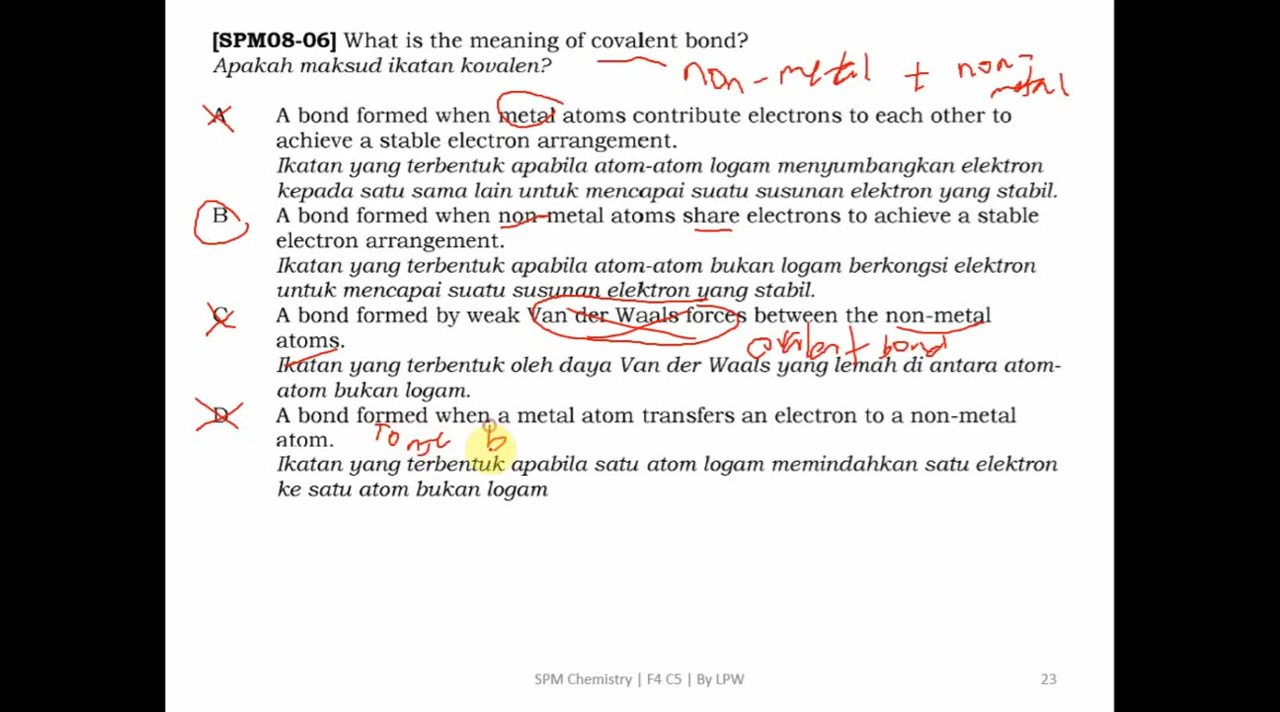 [SPM08-06] What is the meaning of covalent bond?
Apakah maksud ikatan kovalen?
non-metal + non-metal
A A bond formed when metal atoms contribute electrons to each other to
achieve a stable electron arrangement.
Ikatan yang terbentuk apabila atom-atom logam menyumbangkan elektron
kepada satu sama lain untuk mencapai suatu susunan elektron yang stabil.
B A bond formed when non-metal atoms share electrons to achieve a stable
electron arrangement.
Ikatan yang terbentuk apabila atom-atom bukan logam berkongsi elektron
untuk mencapai suatu susunan elektron yang stabil.
C A bond formed by weak Van der Waals forces between the non-metal
atoms.
covalent bond
Ikatan yang terbentuk oleh daya Van der Waals yang lemah di antara atom-
atom bukan logam.
D A bond formed when a metal atom transfers an electron to a non-metal
atom.
Ionic b
Ikatan yang terbentuk apabila satu atom logam memindahkan satu elektron
ke satu atom bukan logam
SPM Chemistry | F4 C5 | By LPW
23